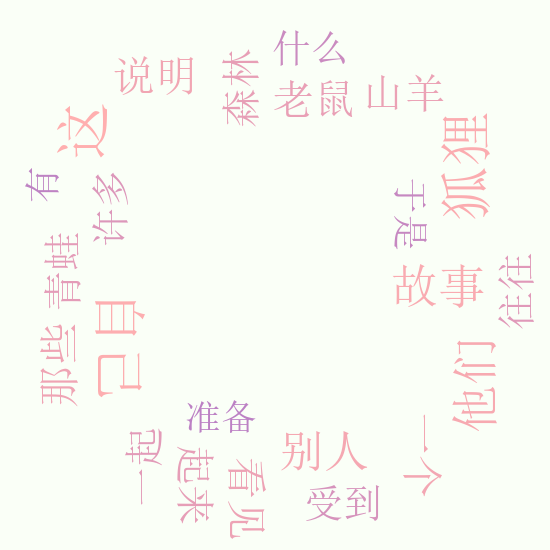 什么
说明
森林
老鼠
山羊
这
狐狸
有
许多
于是
青蛙
故事
往往
自己
那些
他们
准备
别人
一个
一起
起来
看见
受到